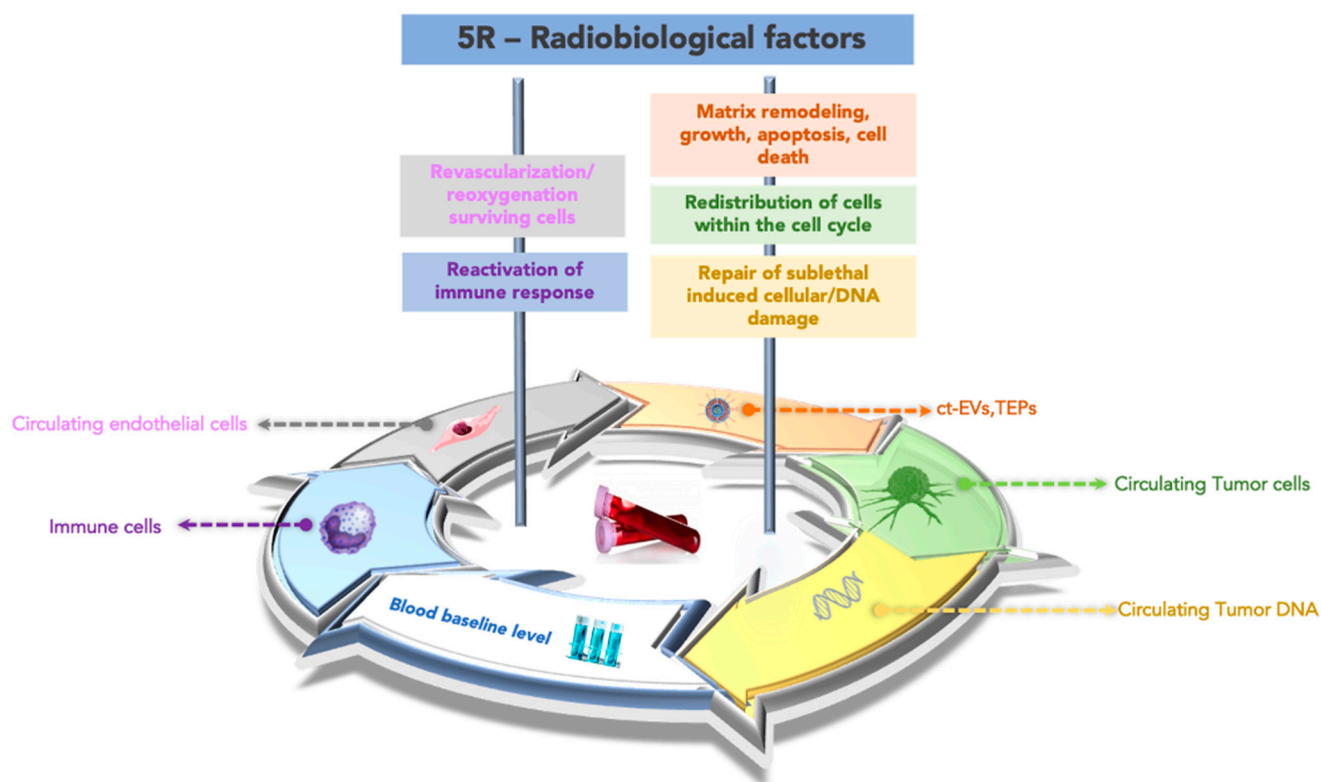 5R – Radiobiological factors
Revascularization/
reoxygenation
surviving cells
Reactivation of
immune response
Matrix remodeling,
growth, apoptosis, cell
death
Redistribution of cells
within the cell cycle
Repair of sublethal
induced cellular/DNA
damage
Circulating endothelial cells
ct-EVs,TEPs
Circulating Tumor cells
Immune cells
Circulating Tumor DNA
Blood baseline level